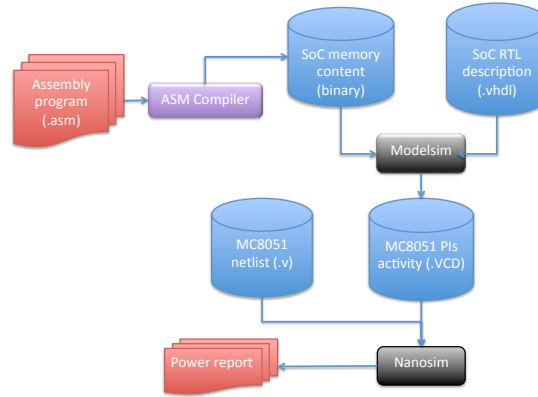 Assembly
program
(.asm)
ASM Compiler
SoC memory
content
(binary)
SoC RTL
description
(.vhdl)
Modelsim
MC8051
netlist (.v)
MC8051 PIs
activity (.VCD)
Power report
Nanosim